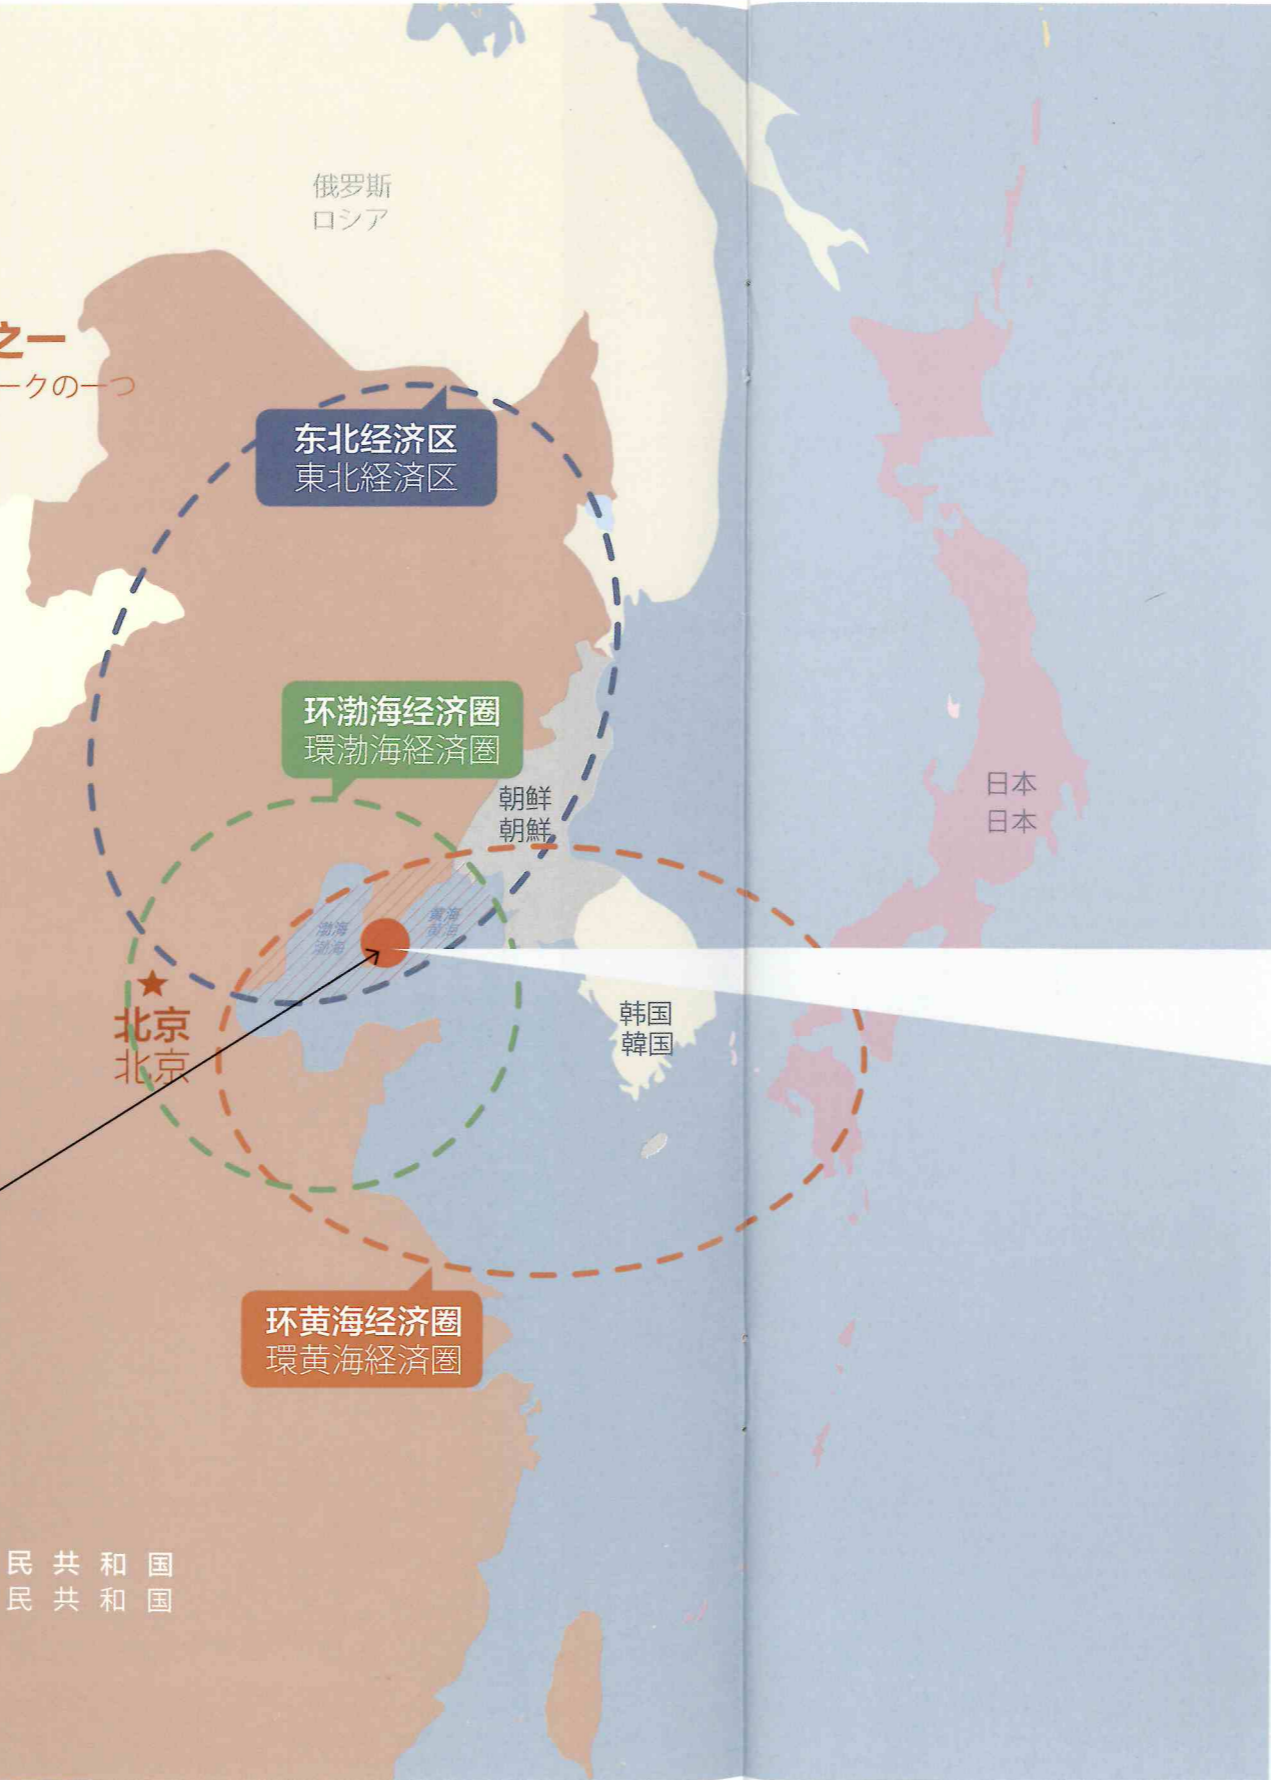 俄罗斯
ロシア
之一
ークの一つ
东北经济区
東北経済区
环渤海经济圈
環渤海経済圏
朝鲜
朝鮮
日本
日本
渤海
渤海
黄海
黄海
北京
北京
韩国
韓国
环黄海经济圈
環黄海経済圏
民共和国
民共和国